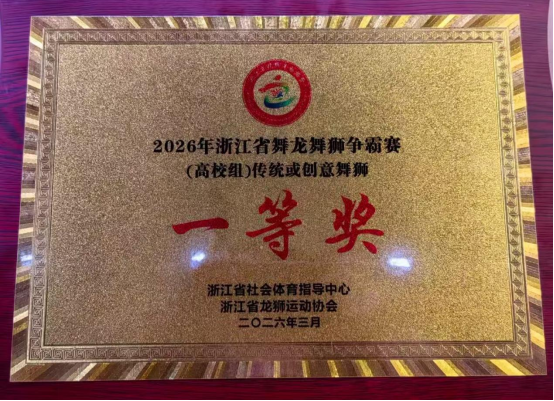 2026年浙江省舞龙舞狮争霸赛
(高校组)传统或创意舞狮
一等奖
浙江省社会体育指导中心
浙江省龙狮运动协会
二〇二六年三月